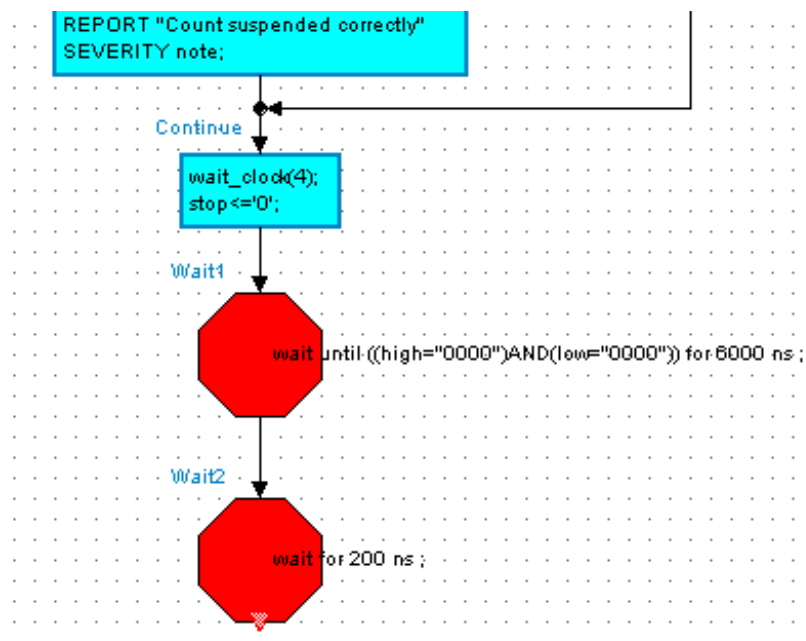 REPORT "Count suspended correctly"
SEVERITY note;
Continue
wait_clock(4);
stop<='0';
Wait1
wait until ((high="0000")AND(low="0000")) for 6000 ns ;
Wait2
wait for 200 ns ;